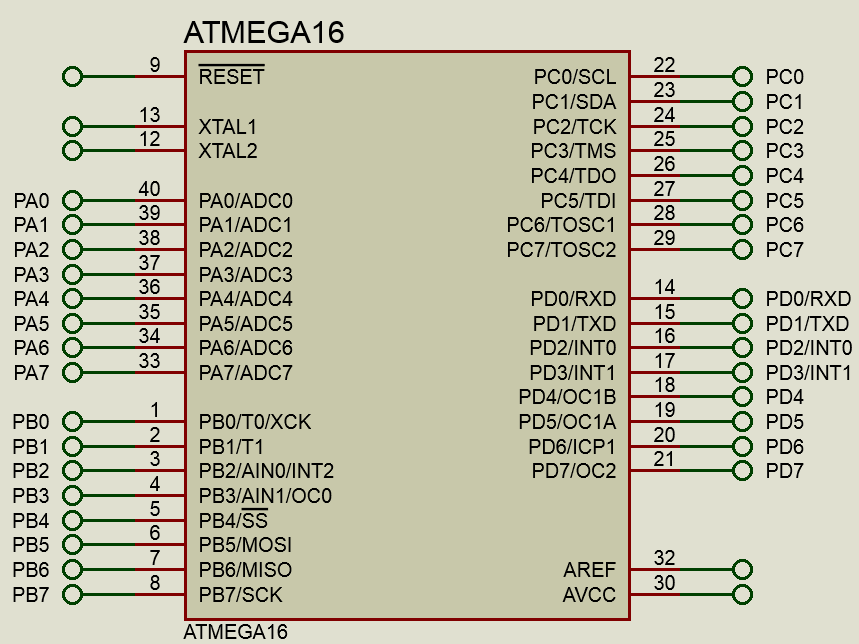 ATMEGA16
9 RESET
13 XTAL1
12 XTAL2
PA0 40 PA0/ADC0
PA1 39 PA1/ADC1
PA2 38 PA2/ADC2
PA3 37 PA3/ADC3
PA4 36 PA4/ADC4
PA5 35 PA5/ADC5
PA6 34 PA6/ADC6
PA7 33 PA7/ADC7
PB0 1 PB0/T0/XCK
PB1 2 PB1/T1
PB2 3 PB2/AIN0/INT2
PB3 4 PB3/AIN1/OC0
PB4 5 PB4/SS
PB5 6 PB5/MOSI
PB6 7 PB6/MISO
PB7 8 PB7/SCK
PC0/SCL 22 PC0
PC1/SDA 23 PC1
PC2/TCK 24 PC2
PC3/TMS 25 PC3
PC4/TDO 26 PC4
PC5/TDI 27 PC5
PC6/TOSC1 28 PC6
PC7/TOSC2 29 PC7
PD0/RXD 14 PD0/RXD
PD1/TXD 15 PD1/TXD
PD2/INT0 16 PD2/INT0
PD3/INT1 17 PD3/INT1
PD4/OC1B 18 PD4
PD5/OC1A 19 PD5
PD6/ICP1 20 PD6
PD7/OC2 21 PD7
AREF 32
AVCC 30
ATMEGA16